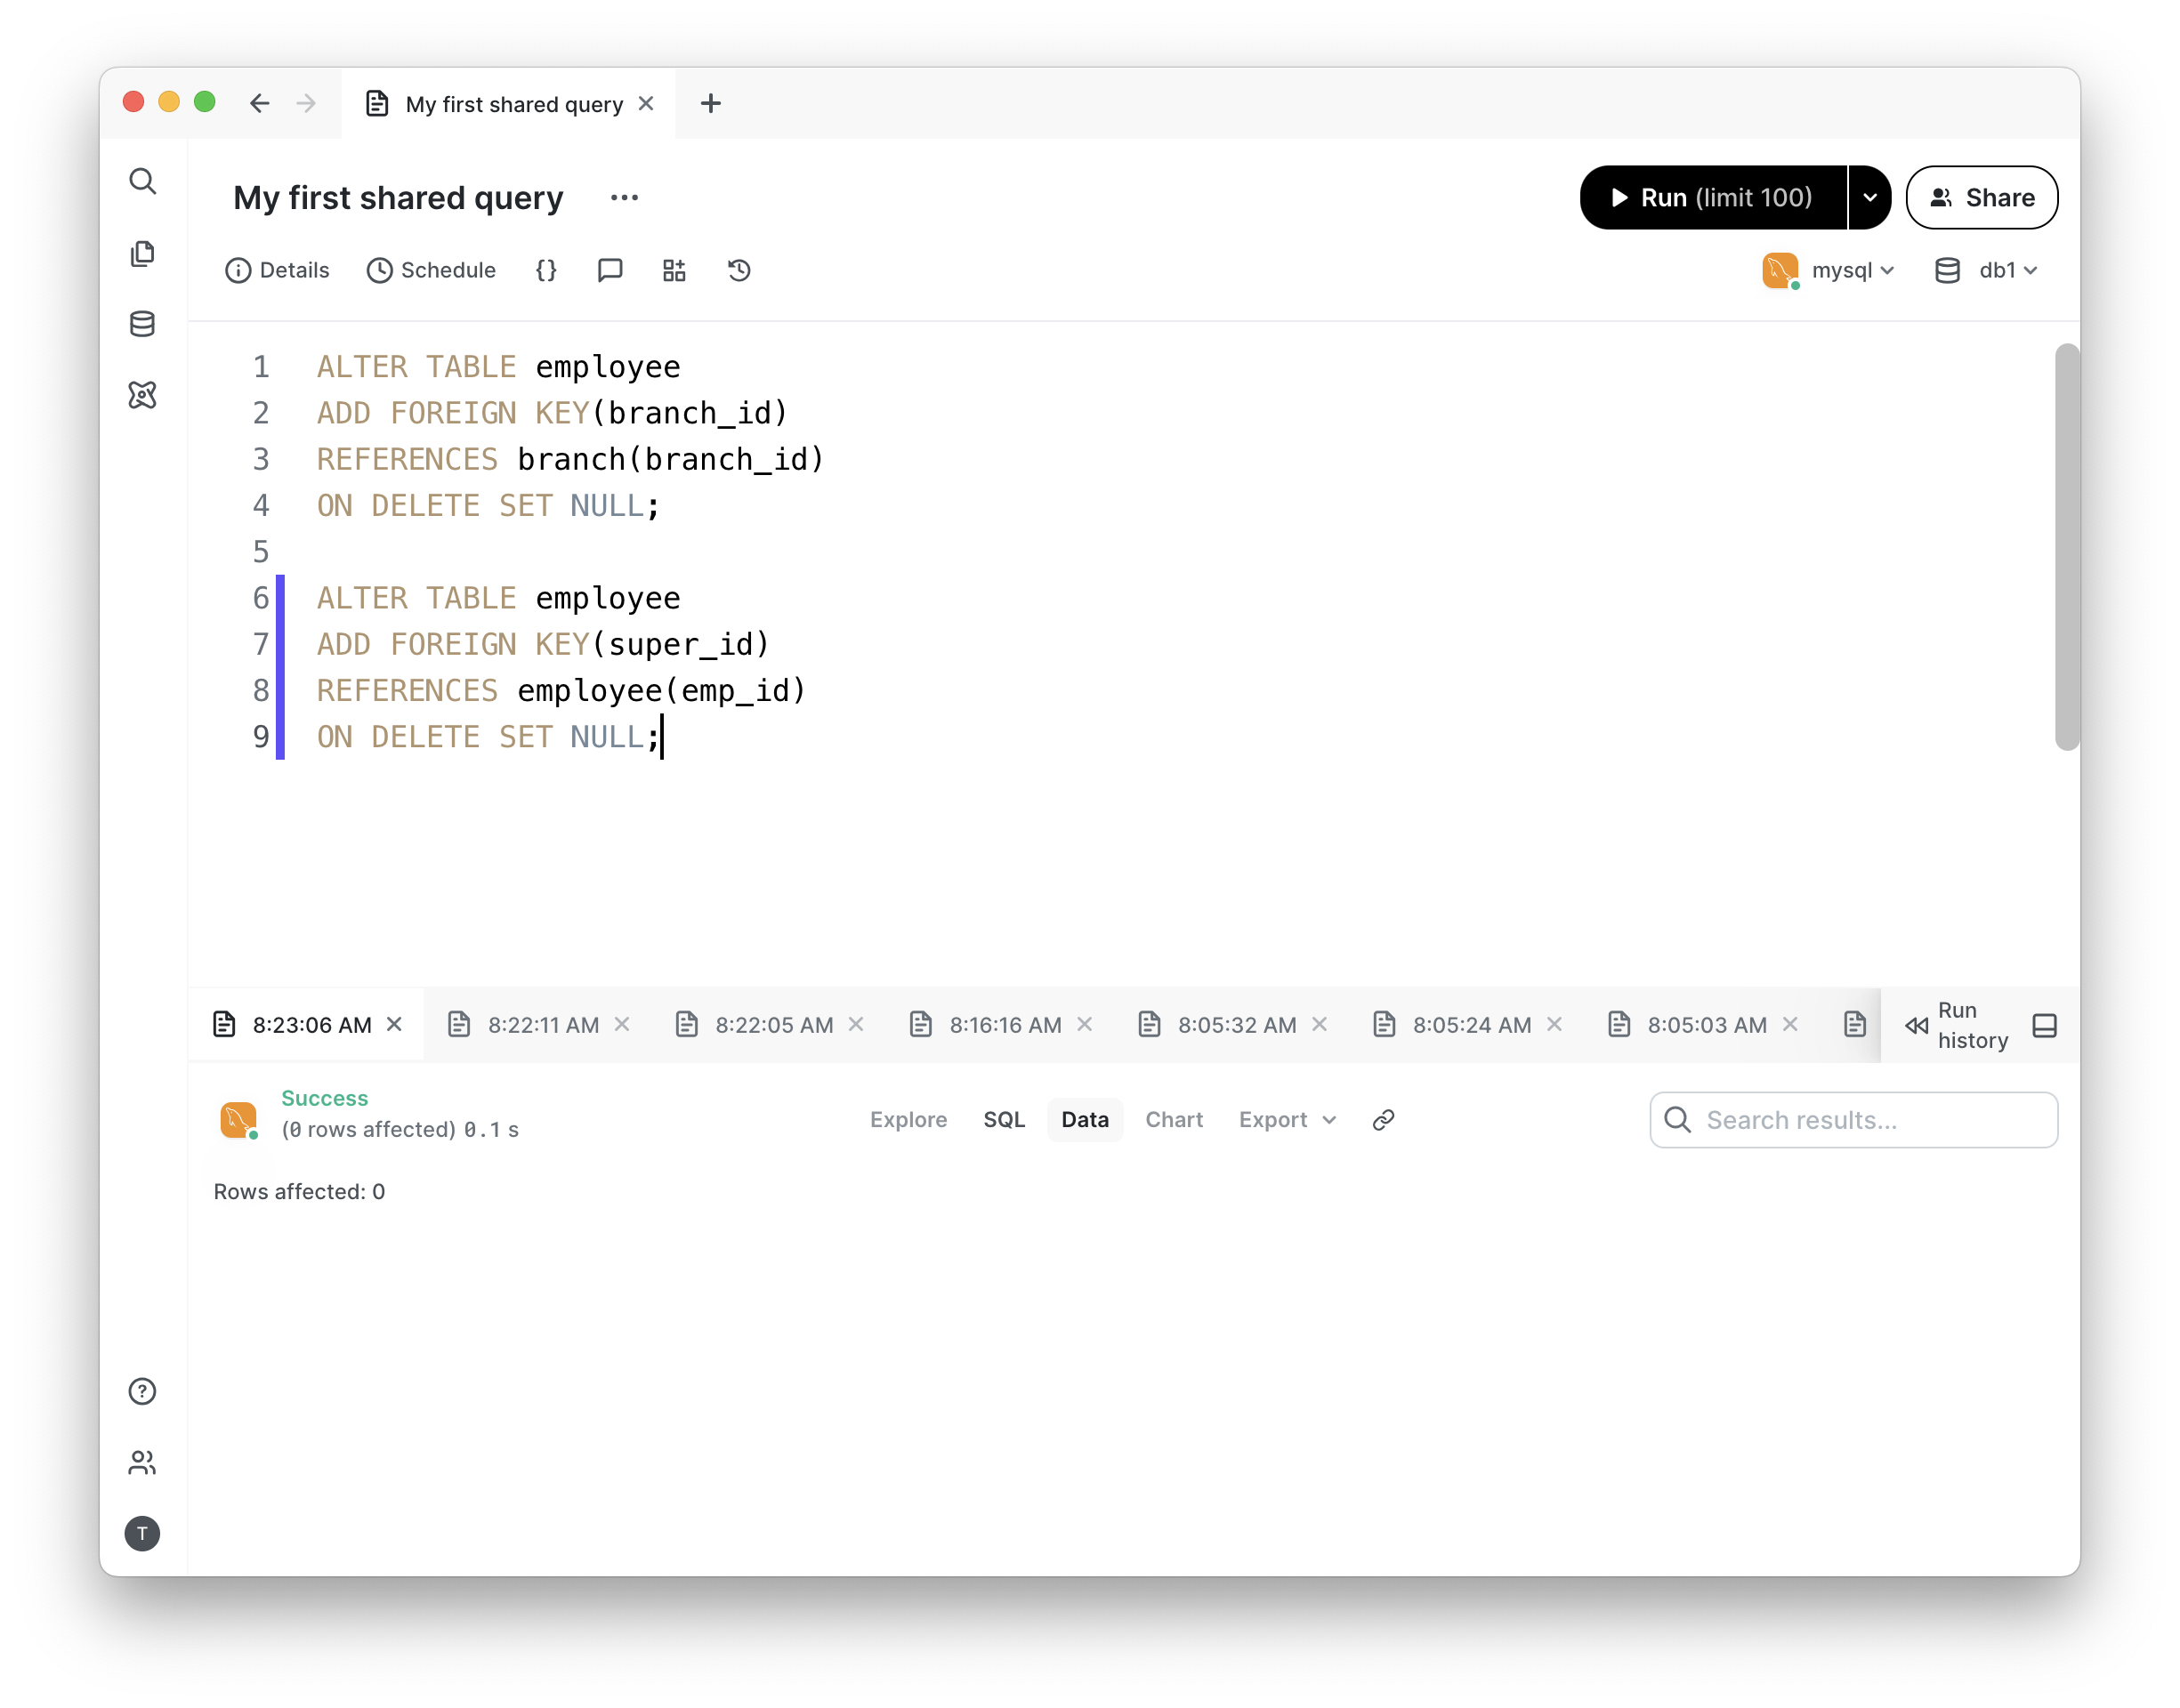 My first shared query
My first shared query
Run (limit 100)
Share
Details
Schedule
{}
mysql
db1
1 ALTER TABLE employee
2 ADD FOREIGN KEY(branch_id)
3 REFERENCES branch(branch_id)
4 ON DELETE SET NULL;
5
6 ALTER TABLE employee
7 ADD FOREIGN KEY(super_id)
8 REFERENCES employee(emp_id)
9 ON DELETE SET NULL;
8:23:06 AM
8:22:11 AM
8:22:05 AM
8:16:16 AM
8:05:32 AM
8:05:24 AM
8:05:03 AM
Run
history
Success
(0 rows affected) 0.1 s
Explore
SQL
Data
Chart
Export
Search results...
Rows affected: 0
T